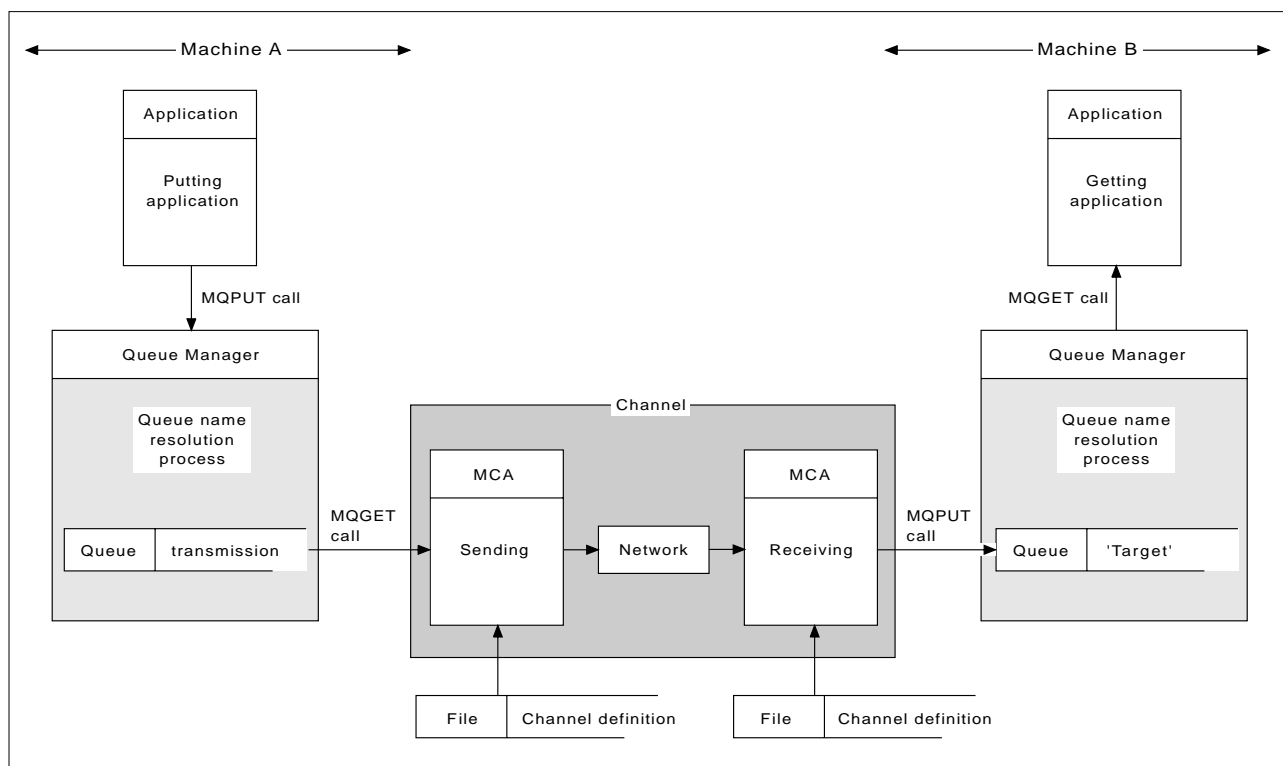 Machine A
Machine B
Application
Putting
application
Application
Getting
application
MQPUT call
MQGET call
Queue Manager
Queue name
resolution
process
Queue
transmission
Channel
MQGET
call
MCA
Sending
Network
MCA
Receiving
MQPUT
call
Queue Manager
Queue name
resolution
process
Queue
'Target'
File
Channel definition
File
Channel definition